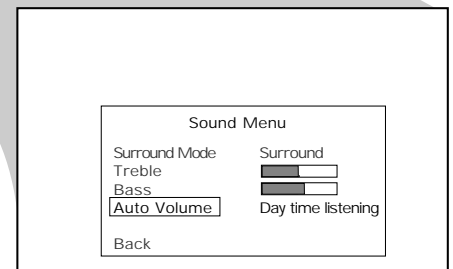 Sound Menu
Surround Mode Surround
Treble
Bass
Auto Volume Day time listening
Back